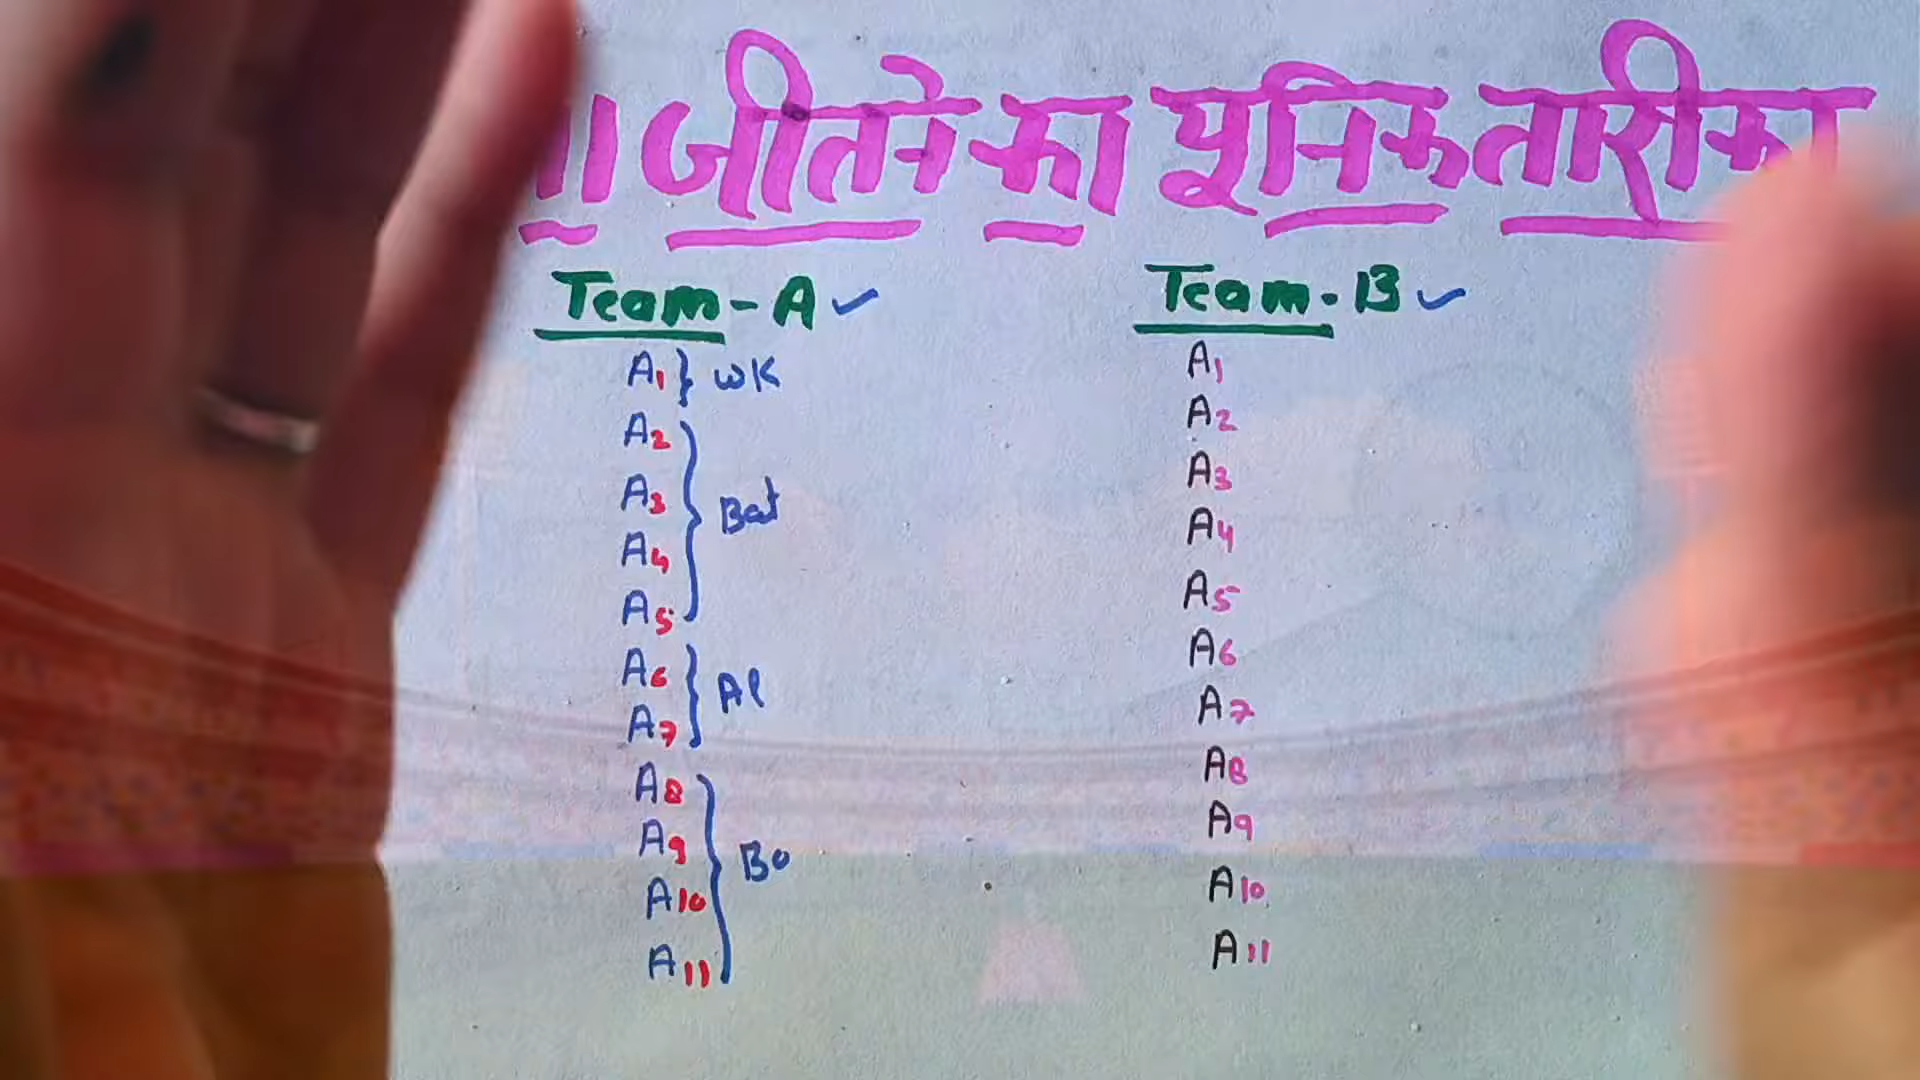 जीतने का यूनिक तारीका
Team-A ✓ Team-B ✓
A1 } WK A1
A2 A2
A3 Bat A3
A4 A4
A5 A5
A6 Al A6
A7 A7
A8 A8
A9 Bo A9
A10 A10
A11 A11